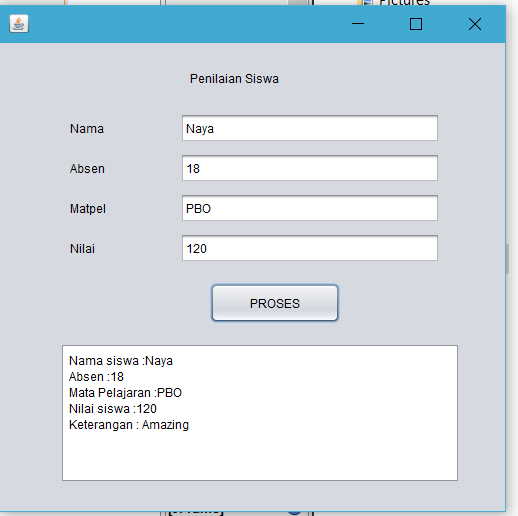 Pictures
Penilaian Siswa
Nama Naya
Absen 18
Matpel PBO
Nilai 120
PROSES
Nama siswa :Naya
Absen :18
Mata Pelajaran :PBO
Nilai siswa :120
Keterangan : Amazing